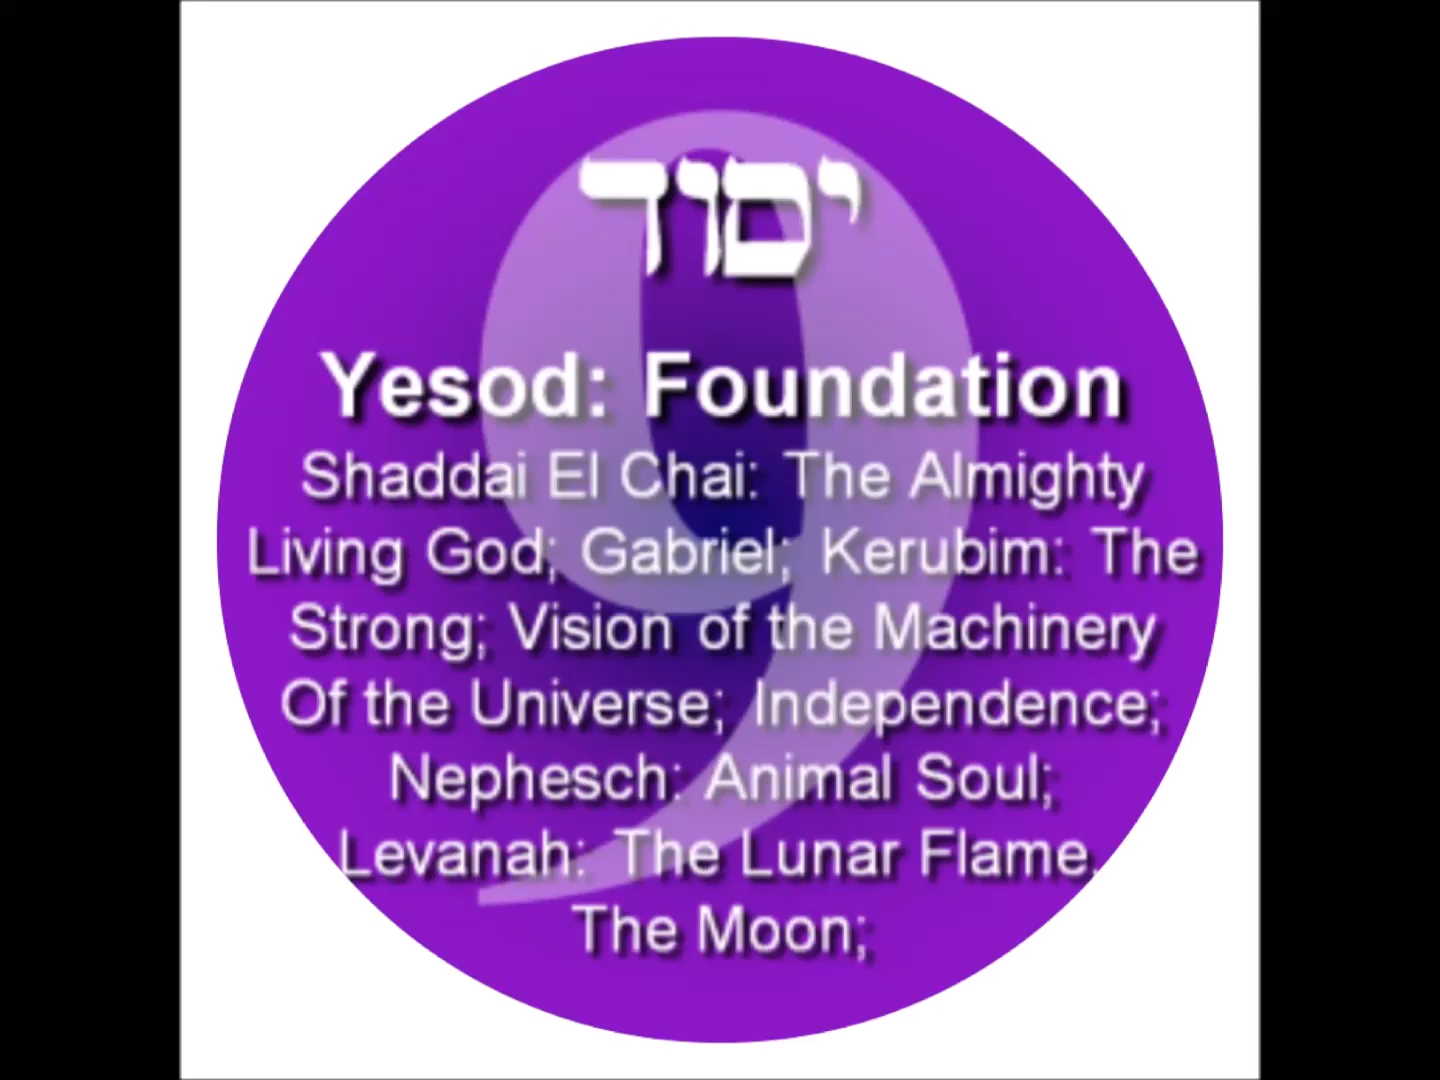 9
יסוד
Yesod: Foundation
Shaddai El Chai: The Almighty
Living God; Gabriel; Kerubim: The
Strong; Vision of the Machinery
Of the Universe; Independence;
Nephesch: Animal Soul;
Levanah: The Lunar Flame.
The Moon;